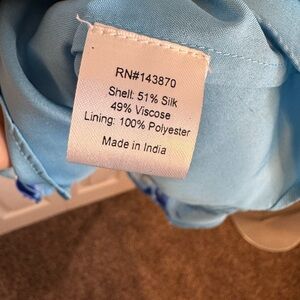 RN#143870
Shell: 51% Silk
49% Viscose
Lining: 100% Polyester
Made in India